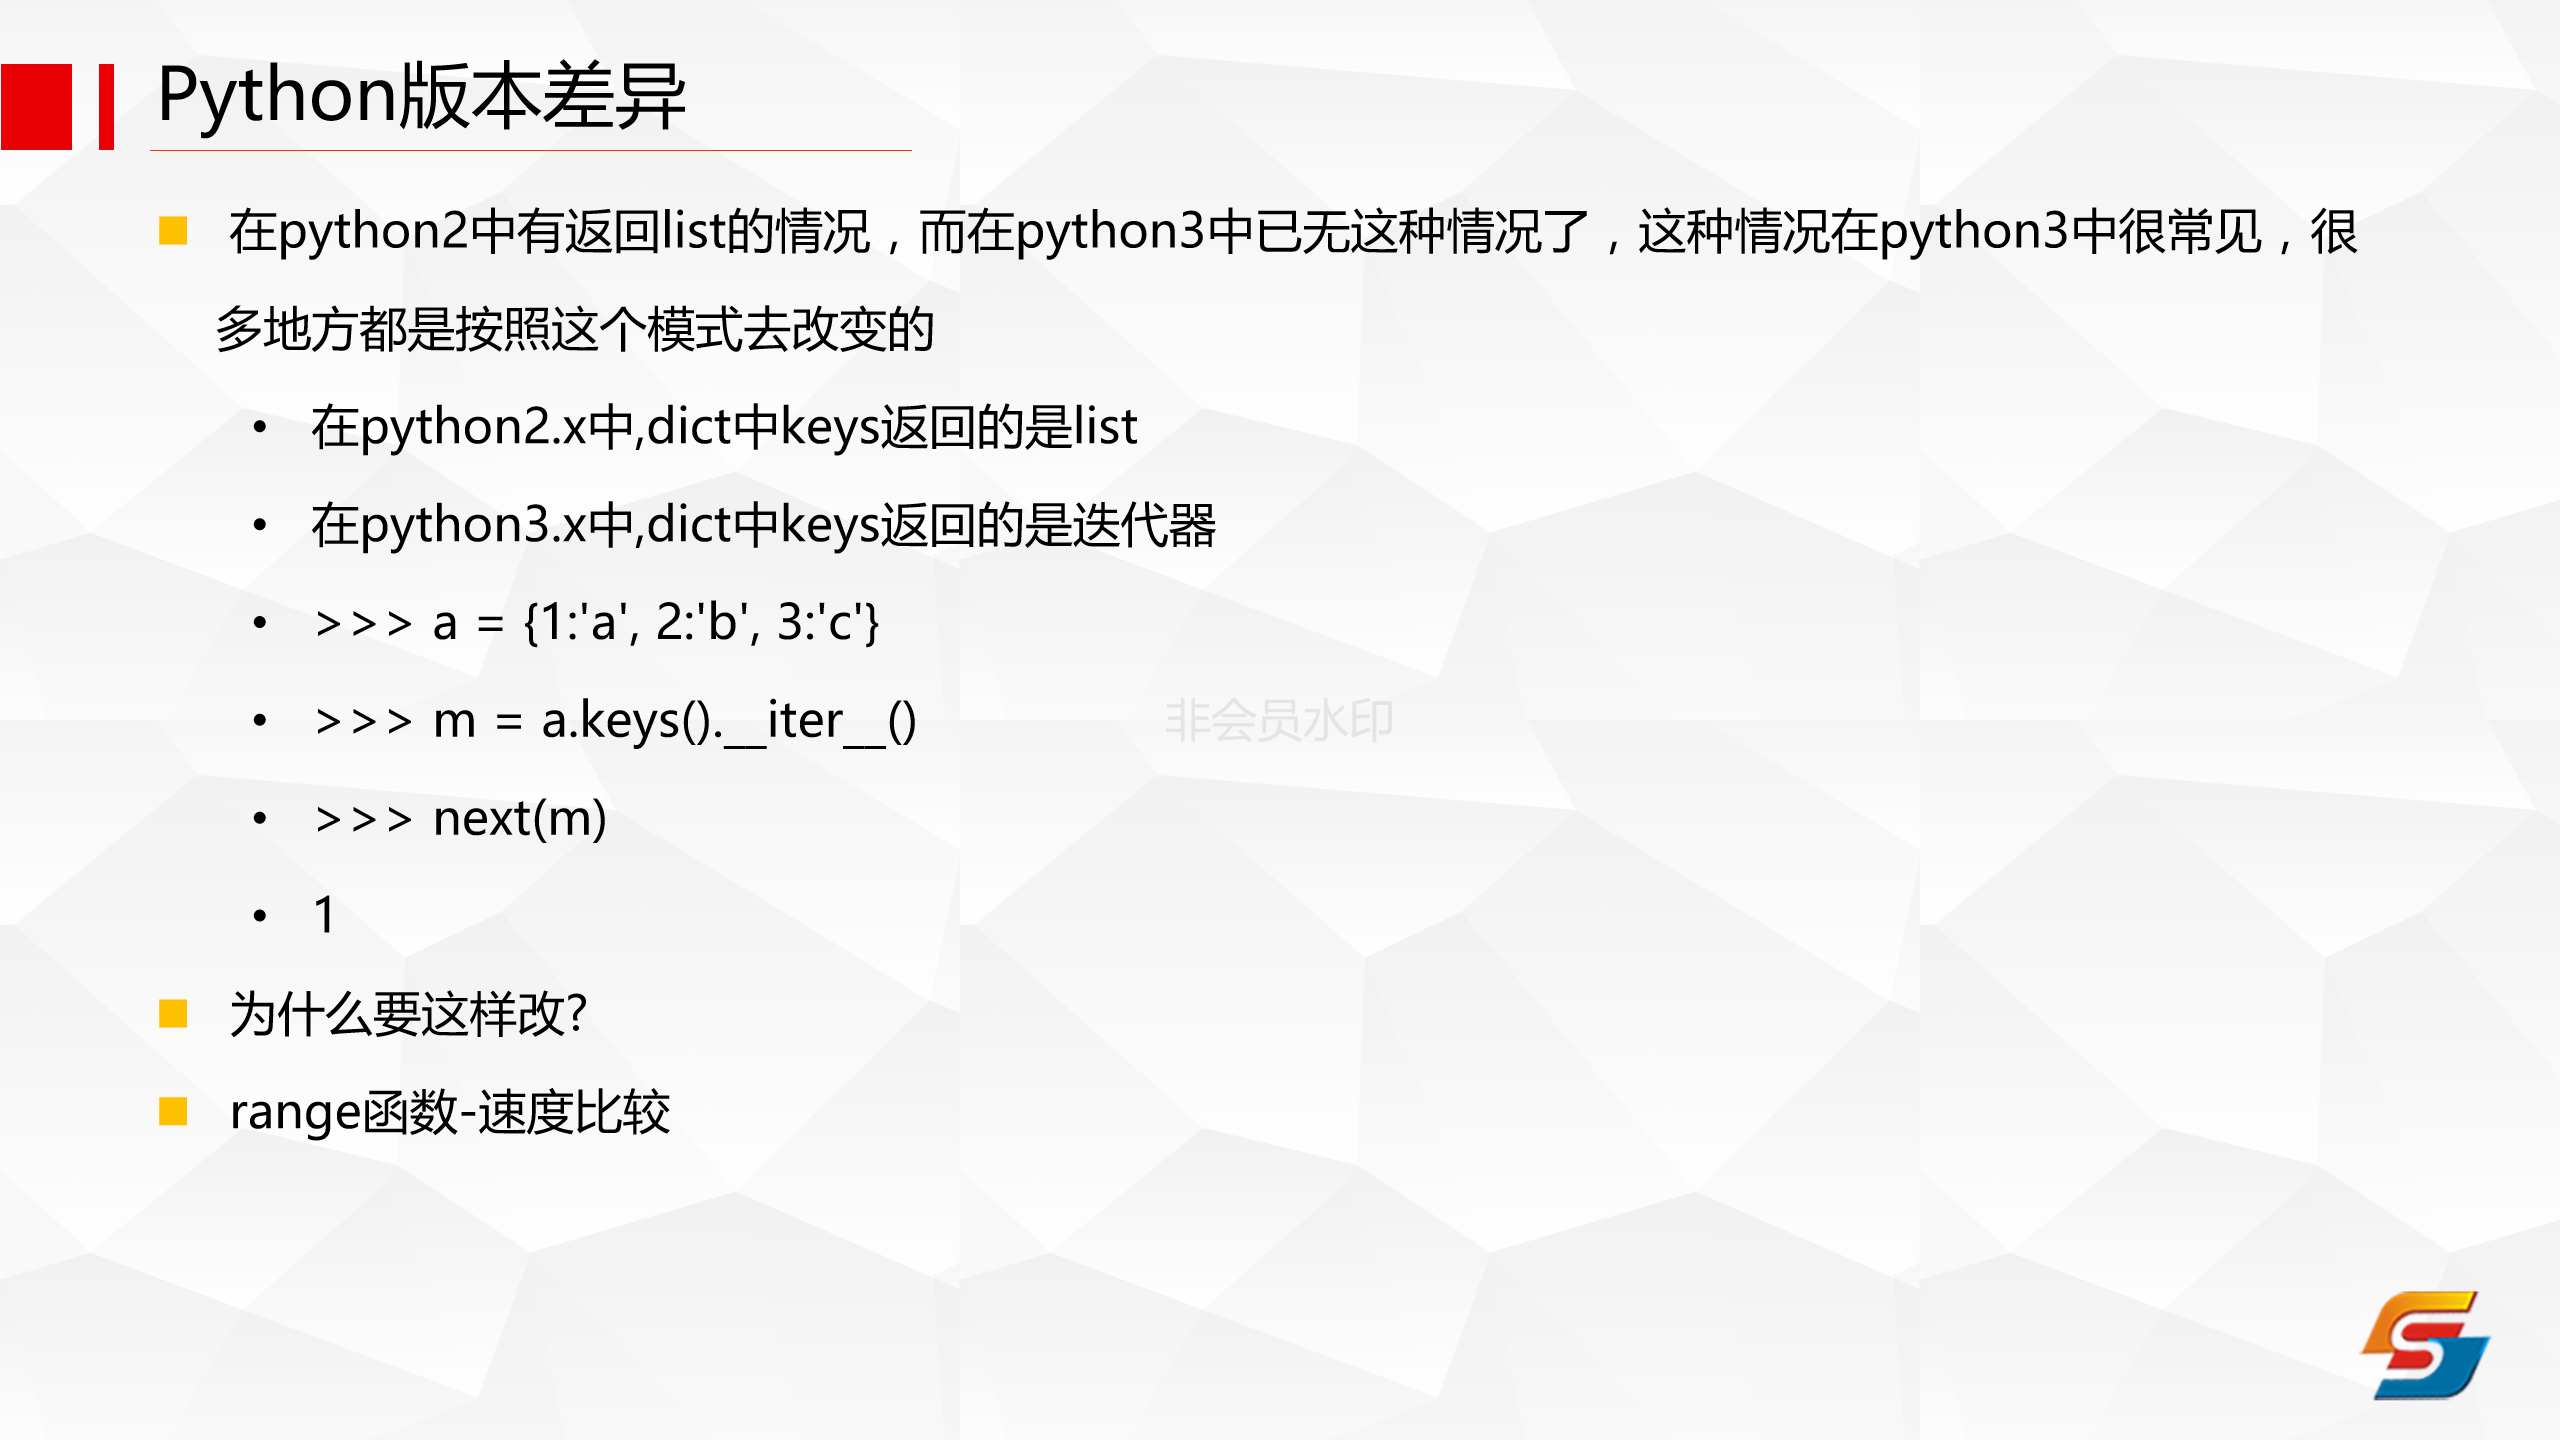 Python版本差异
在python2中有返回list的情况，而在python3中已无这种情况了，这种情况在python3中很常见，很
多地方都是按照这个模式去改变的
• 在python2.x中,dict中keys返回的是list
• 在python3.x中,dict中keys返回的是迭代器
• >>> a = {1:'a', 2:'b', 3:'c'}
• >>> m = a.keys().__iter__()
• >>> next(m)
• 1
非会员水印
为什么要这样改?
range函数-速度比较